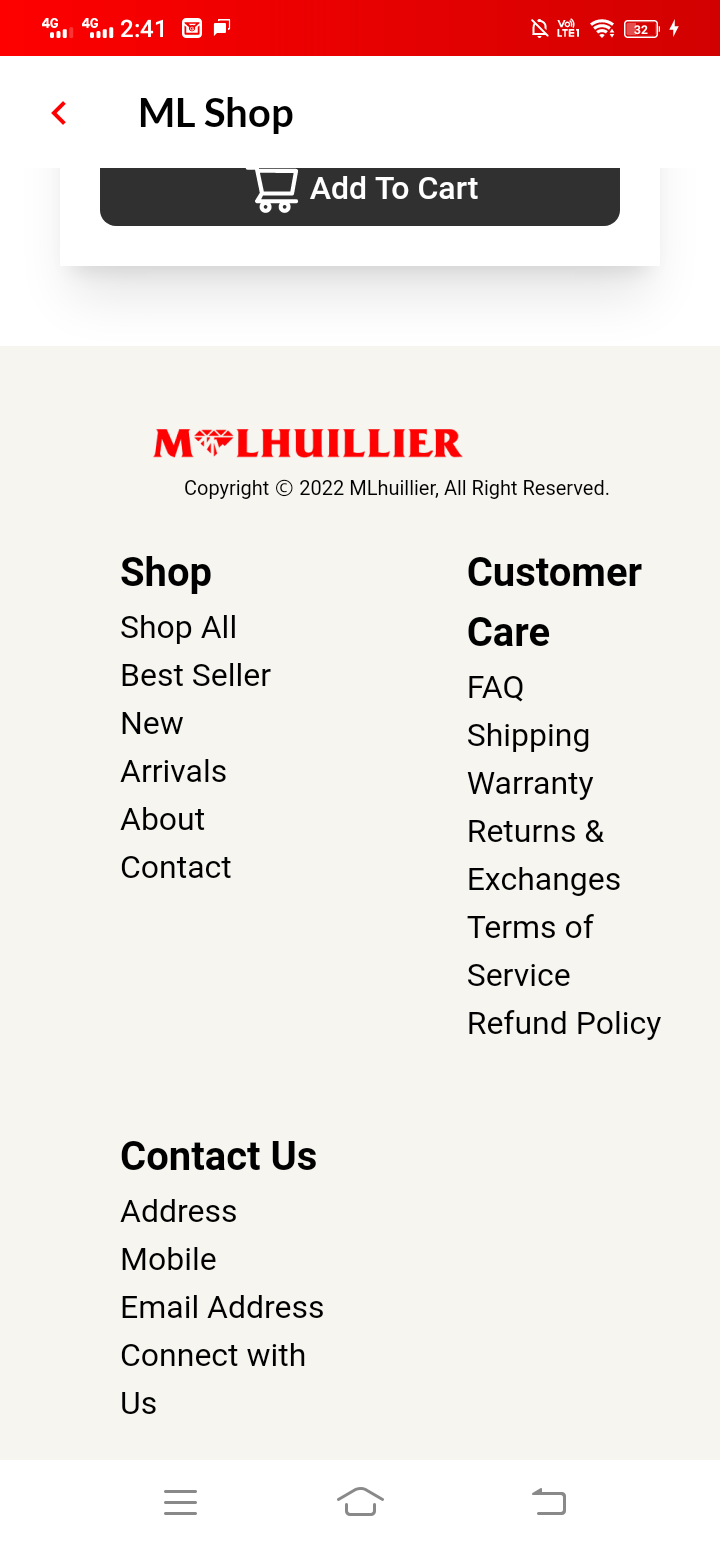 4G 4G 2:41 VoD LTE1 32
ML Shop
Add To Cart
MLHUILLIER
Copyright © 2022 MLhuillier, All Right Reserved.
Shop
Shop All
Best Seller
New
Arrivals
About
Contact
Customer
Care
FAQ
Shipping
Warranty
Returns &
Exchanges
Terms of
Service
Refund Policy
Contact Us
Address
Mobile
Email Address
Connect with
Us